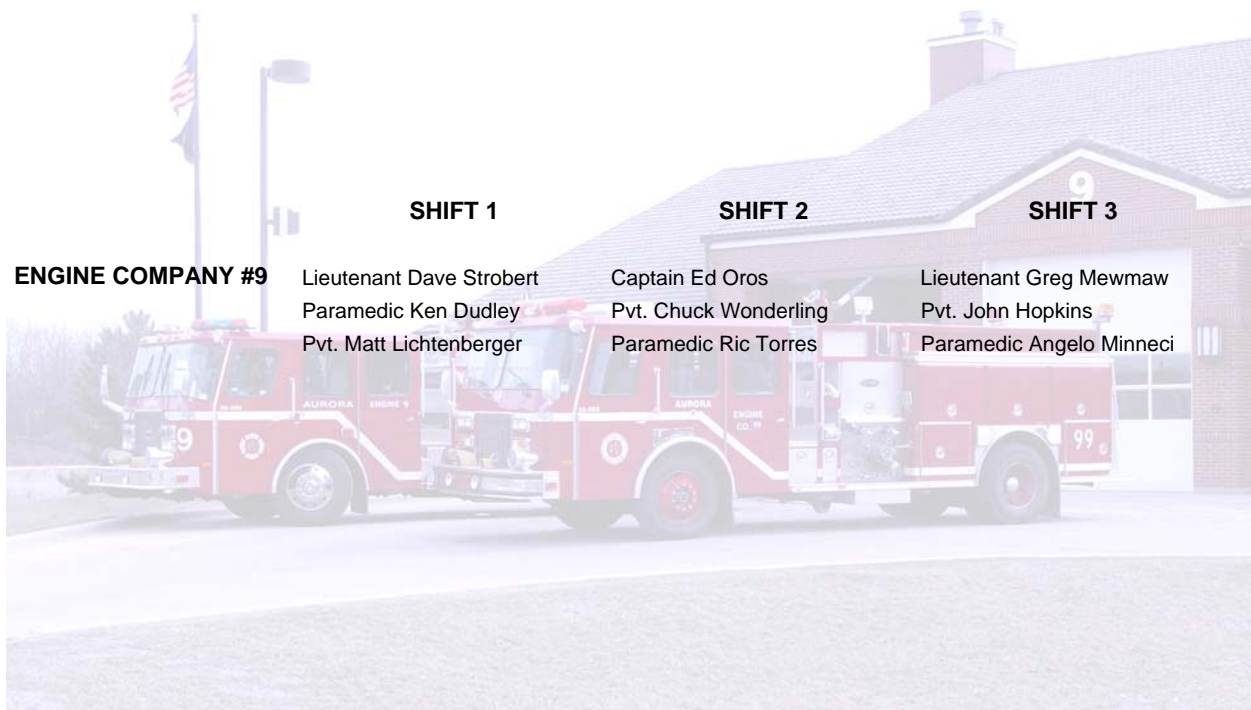 SHIFT 1 SHIFT 2 SHIFT 3
ENGINE COMPANY #9 Lieutenant Dave Strobert Captain Ed Oros Lieutenant Greg Mewmaw
Paramedic Ken Dudley Pvt. Chuck Wonderling Pvt. John Hopkins
Pvt. Matt Lichtenberger Paramedic Ric Torres Paramedic Angelo Minneci
9
AURORA ENGINE 9
9
AURORA
ENGINE
CO. 99
99